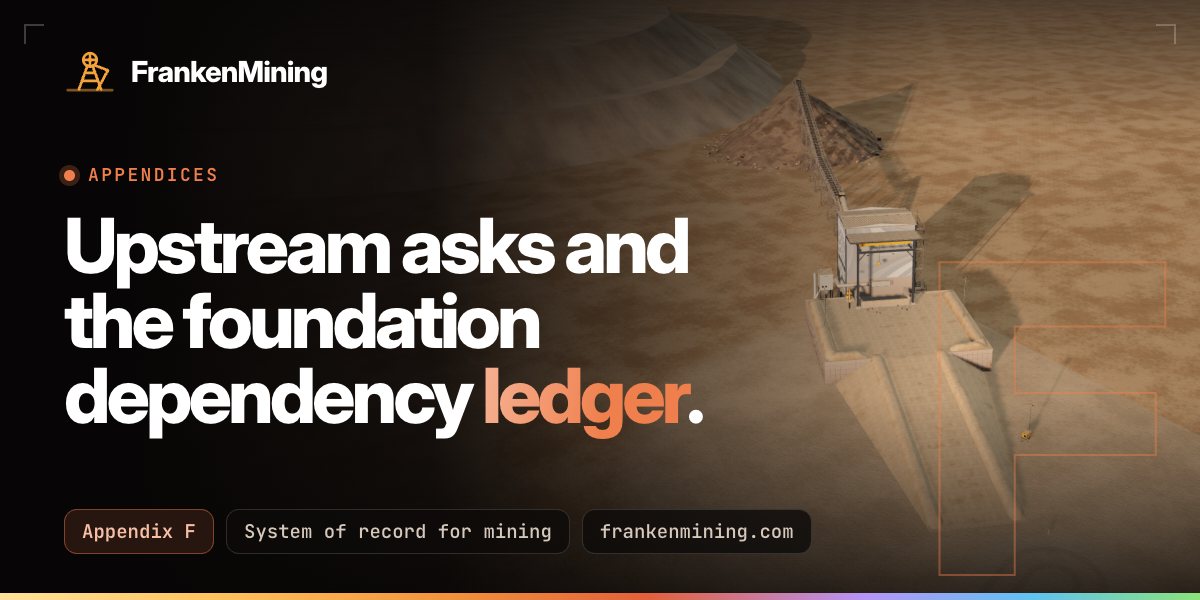 FrankenMining
APPENDICES
Upstream asks and
the foundation
dependency ledger.
Appendix F
System of record for mining
frankenmining.com
F